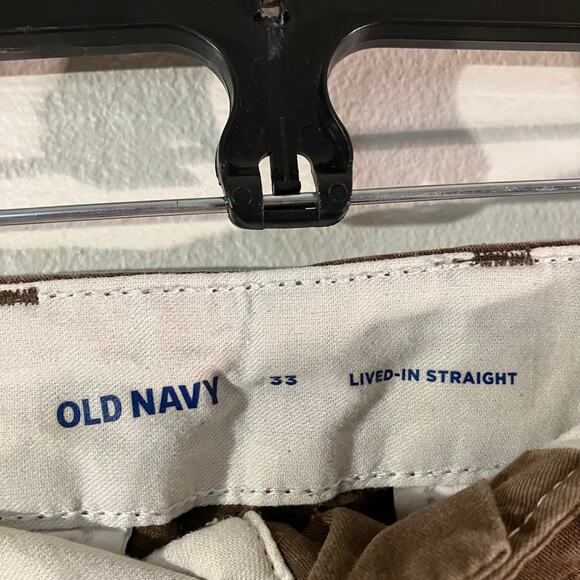 OLD NAVY 33 LIVED-IN STRAIGHT